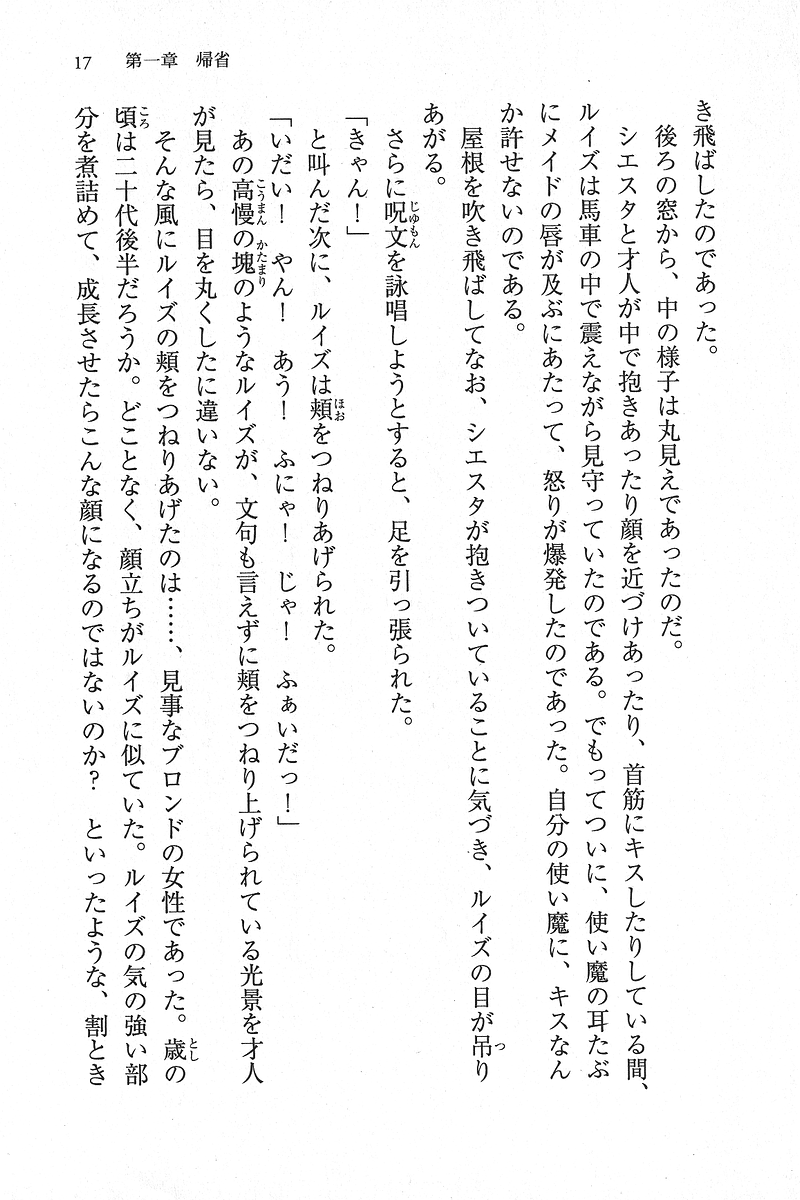 17　第一章　帰省
き飛ばしたのであった。
　後ろの窓から、中の様子は丸見えであったのだ。
　シエスタと才人が中で抱きあったり顔を近づけあったり、首筋にキスしたりしている間、
ルイズは馬車の中で震えながら見守っていたのである。でもってついに、使い魔の耳たぶ
にメイドの唇が及ぶにあたって、怒りが爆発したのであった。自分の使い魔に、キスなん
か許せないのである。
　屋根を吹き飛ばしてなお、シエスタが抱きついていることに気づき、ルイズの目が吊り
あがる。
　さらに呪文を詠唱しようとすると、足を引っ張られた。
「きゃん！」
　と叫んだ次に、ルイズは頬をつねりあげられた。
「いだい！　やん！　あう！　ふにゃ！　じゃ！　ふぁいだっ！」
　あの高慢の塊のようなルイズが、文句も言えずに頬をつねり上げられている光景を才人
が見たら、目を丸くしたに違いない。
　そんな風にルイズの頬をつねりあげたのは……、見事なブロンドの女性であった。歳の
頃は二十代後半だろうか。どことなく、顔立ちがルイズに似ていた。ルイズの気の強い部
分を煮詰めて、成長させたらこんな顔になるのではないのか？　といったような、割とき